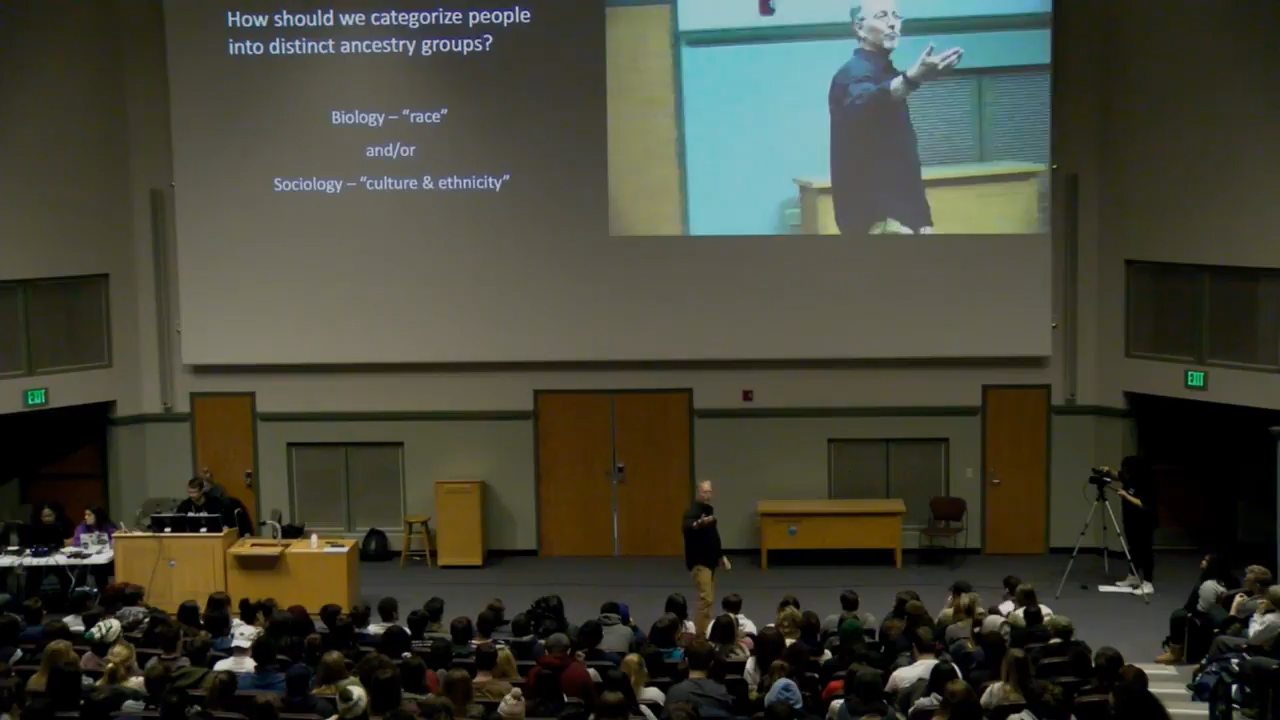 How should we categorize people
into distinct ancestry groups?
Biology – “race”
and/or
Sociology – “culture & ethnicity”
EXIT
EXIT